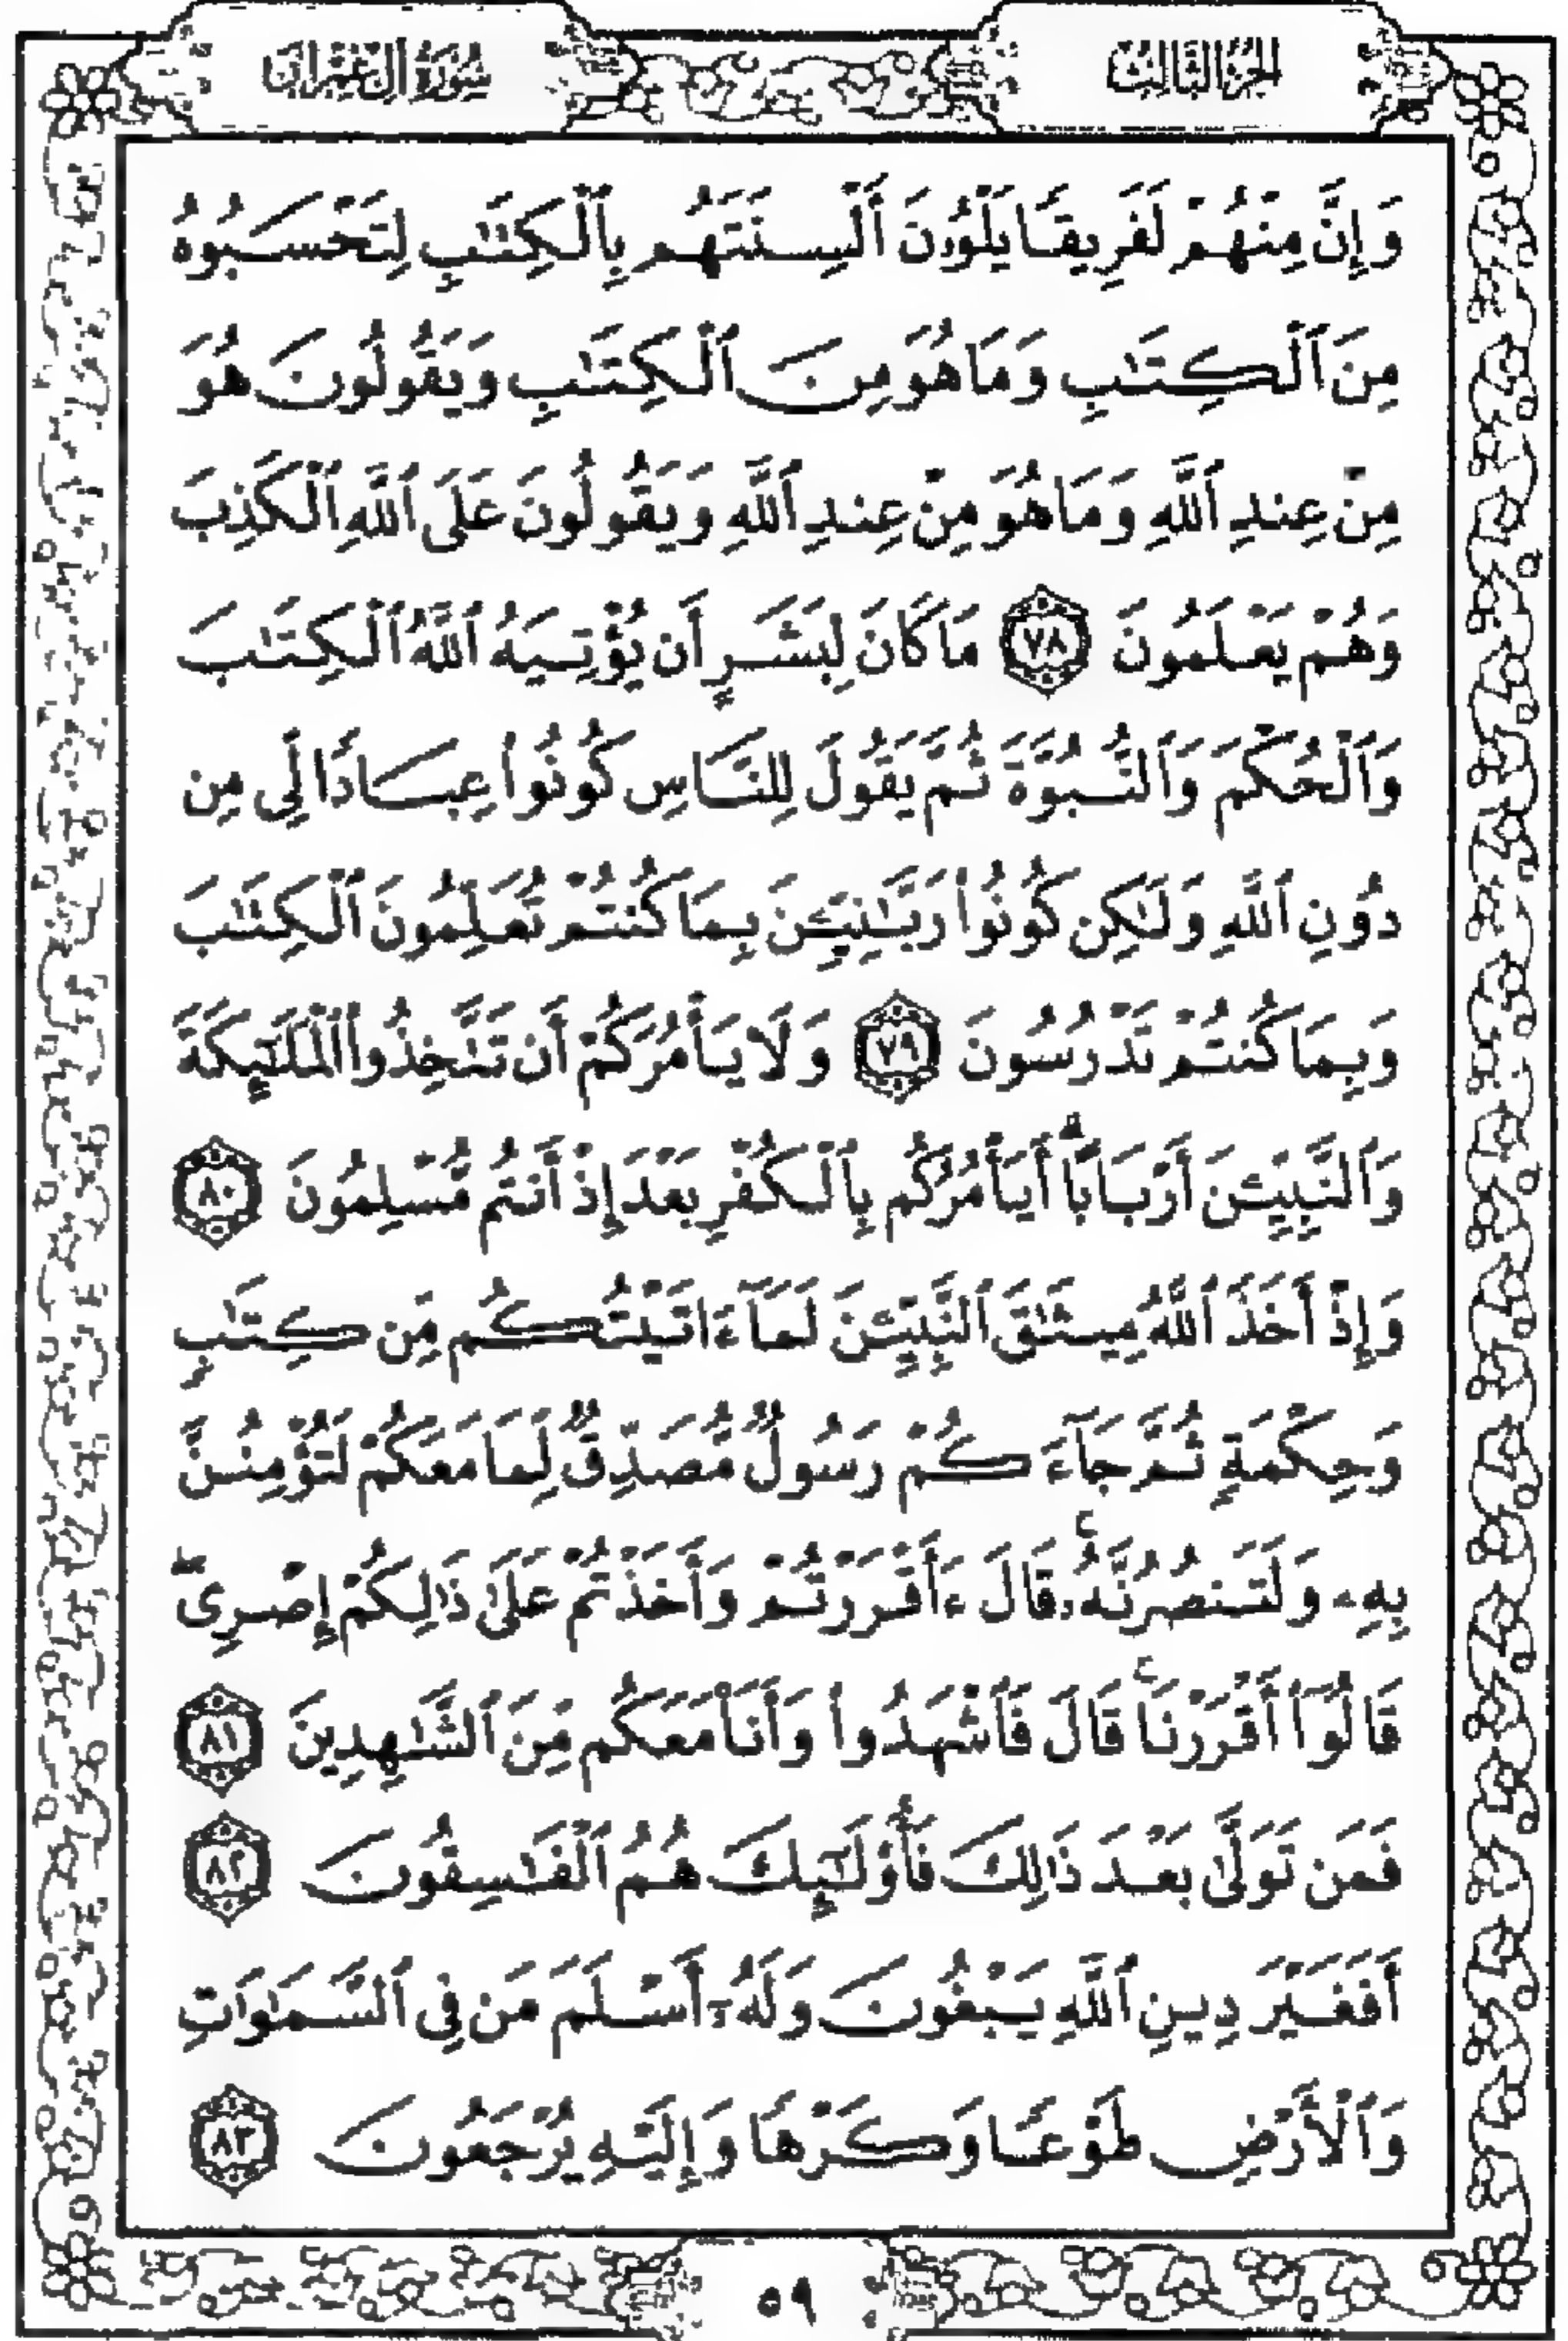 الجزء الثالث
سورة آل عمران
وَإِنَّ مِنْهُمْ لَفَرِيقًا يَلْوُۥنَ أَلْسِنَتَهُم بِٱلْكِتَـٰبِ لِتَحْسَبُوهُ
مِنَ ٱلْكِتَـٰبِ وَمَا هُوَ مِنَ ٱلْكِتَـٰبِ وَيَقُولُونَ هُوَ
مِنْ عِندِ ٱللَّهِ وَمَا هُوَ مِنْ عِندِ ٱللَّهِ وَيَقُولُونَ عَلَى ٱللَّهِ ٱلْكَذِبَ
وَهُمْ يَعْلَمُونَ ٧٨ مَا كَانَ لِبَشَرٍ أَن يُؤْتِيَهُ ٱللَّهُ ٱلْكِتَـٰبَ
وَٱلْحُكْمَ وَٱلنُّبُوَّةَ ثُمَّ يَقُولَ لِلنَّاسِ كُونُوا۟ عِبَادًا لِّى مِن
دُونِ ٱللَّهِ وَلَـٰكِن كُونُوا۟ رَبَّـٰنِيِّـۧنَ بِمَا كُنتُمْ تُعَلِّمُونَ ٱلْكِتَـٰبَ
وَبِمَا كُنتُمْ تَدْرُسُونَ ٧٩ وَلَا يَأْمُرَكُمْ أَن تَتَّخِذُوا۟ ٱلْمَلَـٰٓئِكَةَ
وَٱلنَّبِيِّـۧنَ أَرْبَابًا ۗ أَيَأْمُرُكُم بِٱلْكُفْرِ بَعْدَ إِذْ أَنتُم مُّسْلِمُونَ ٨٠
وَإِذْ أَخَذَ ٱللَّهُ مِيثَـٰقَ ٱلنَّبِيِّـۧنَ لَمَآ ءَاتَيْتُكُم مِّن كِتَـٰبٍ
وَحِكْمَةٍ ثُمَّ جَآءَكُمْ رَسُولٌ مُّصَدِّقٌ لِّمَا مَعَكُمْ لَتُؤْمِنُنَّ
بِهِۦ وَلَتَنصُرُنَّهُۥ ۚ قَالَ ءَأَقْرَرْتُمْ وَأَخَذْتُمْ عَلَىٰ ذَٰلِكُمْ إِصْرِى ۖ
قَالُوٓا۟ أَقْرَرْنَا ۚ قَالَ فَٱشْهَدُوا۟ وَأَنَا۠ مَعَكُم مِّنَ ٱلشَّـٰهِدِينَ ٨١
فَمَن تَوَلَّىٰ بَعْدَ ذَٰلِكَ فَأُو۟لَـٰٓئِكَ هُمُ ٱلْفَـٰسِقُونَ ٨٢
أَفَغَيْرَ دِينِ ٱللَّهِ يَبْغُونَ وَلَهُۥٓ أَسْلَمَ مَن فِى ٱلسَّمَـٰوَٰتِ
وَٱلْأَرْضِ طَوْعًا وَكَرْهًا وَإِلَيْهِ يُرْجَعُونَ ٨٣
٥٩